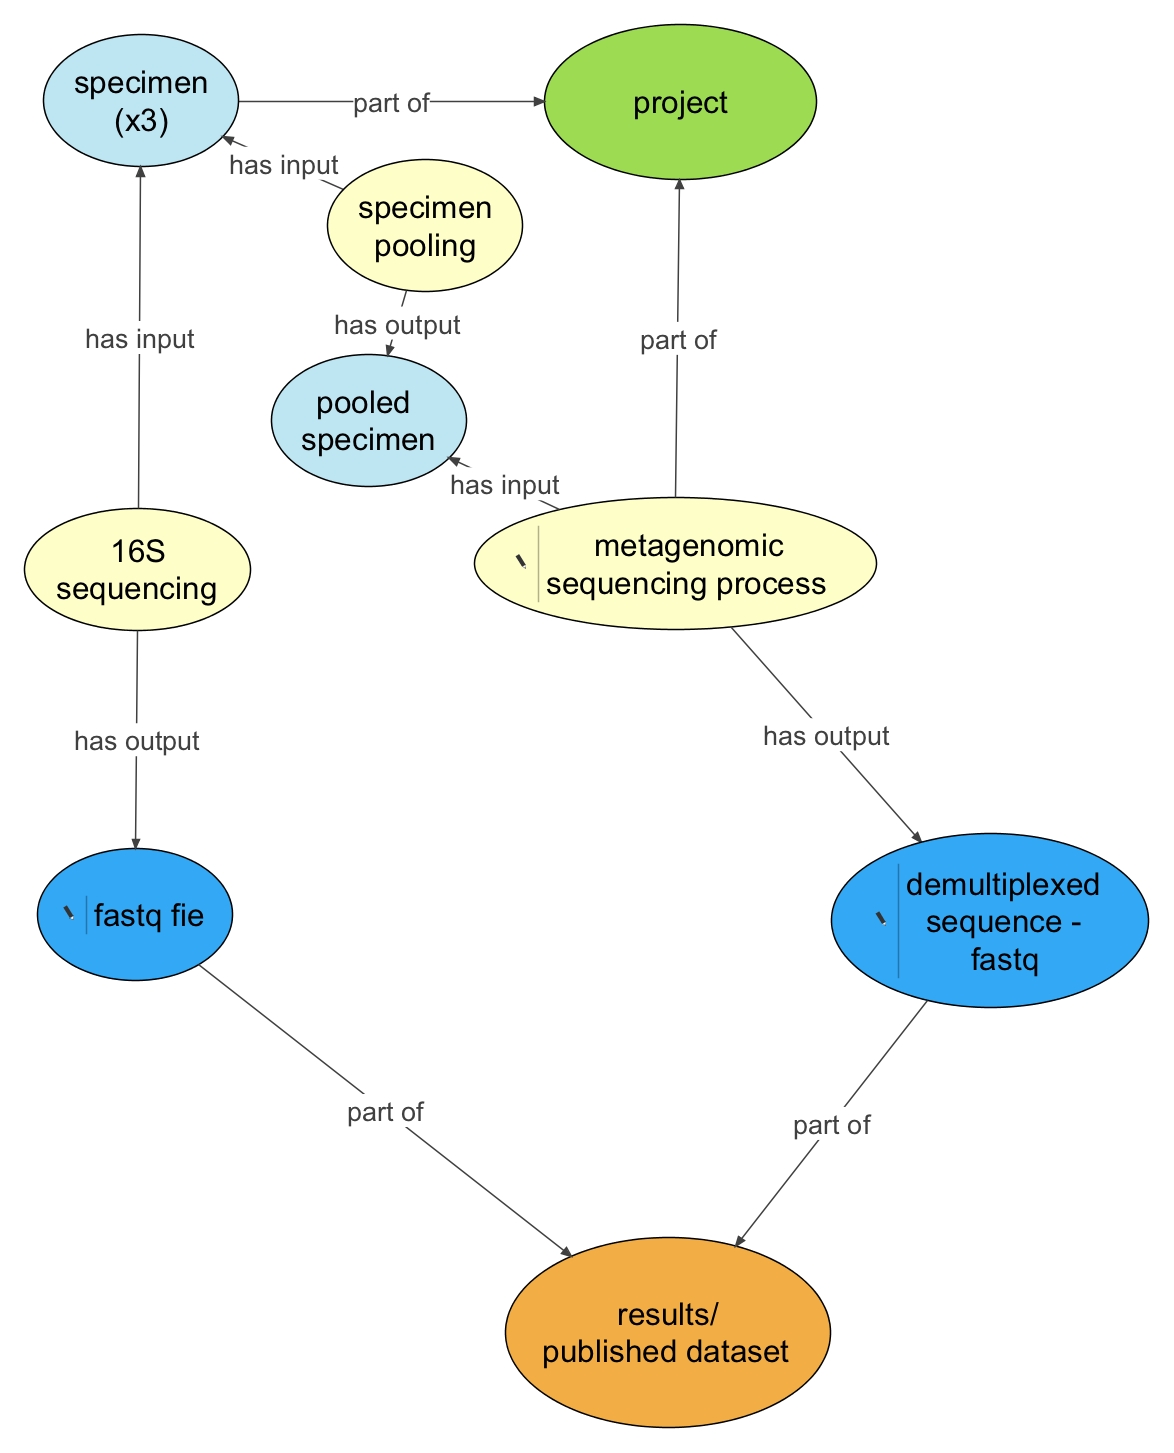 specimen
(x3)
part of
project
has input
specimen
pooling
has output
has input
part of
pooled
specimen
has input
16S
sequencing
metagenomic
sequencing process
has output
has output
fastq fie
demultiplexed
sequence -
fastq
part of
part of
results/
published dataset